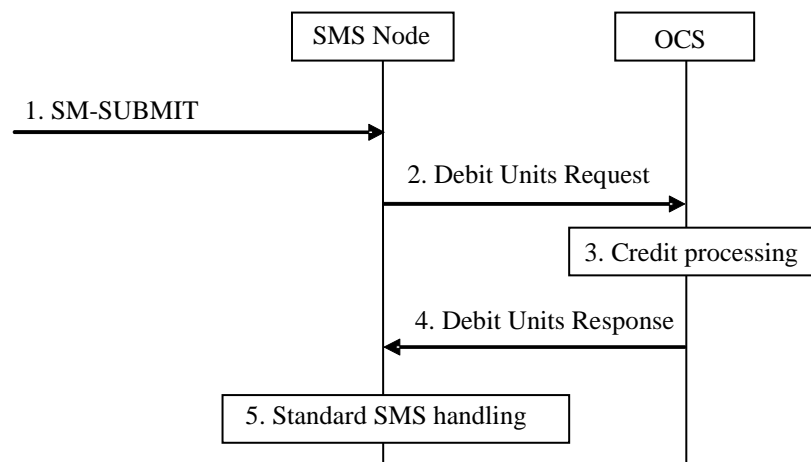 SMS Node
OCS
1. SM-SUBMIT
2. Debit Units Request
3. Credit processing
4. Debit Units Response
5. Standard SMS handling